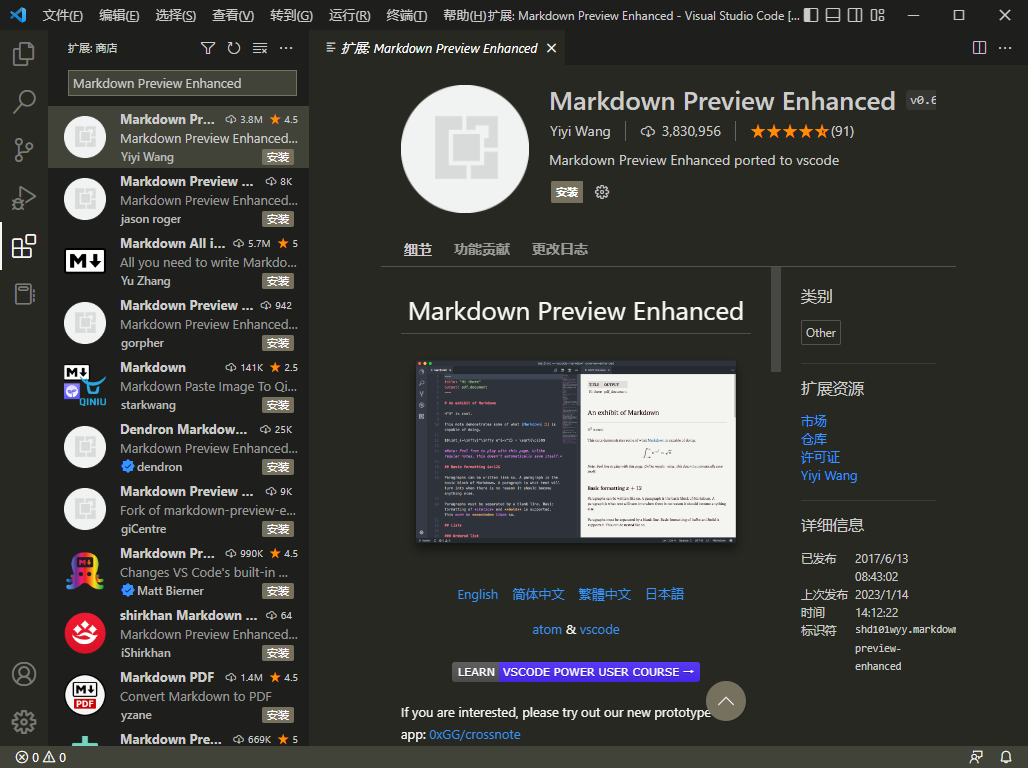 文件(F) 编辑(E) 选择(S) 查看(V) 转到(G) 运行(R) 终端(T) 帮助(H) 扩展: Markdown Preview Enhanced - Visual Studio Code [...
扩展: 商店
Markdown Preview Enhanced
Markdown Pr... 3.8M 4.5
Markdown Preview Enhanced...
Yiyi Wang 安装
Markdown Preview ... 8K
Markdown Preview Enhanced...
jason roger 安装
Markdown All i... 5.7M 5
All you need to write Markdo...
Yu Zhang 安装
Markdown Preview ... 942
Markdown Preview Enhanced...
gorpher 安装
Markdown 141K 2.5
Markdown Paste Image To Qi...
starkwang 安装
QINIU
Dendron Markdow... 25K
Markdown Preview Enhanced...
dendron 安装
Markdown Preview ... 9K
Fork of markdown-preview-e...
giCentre 安装
Markdown Pr... 990K 4.5
Changes VS Code's built-in ...
Matt Bierner 安装
shirkhan Markdown ... 64
Markdown Preview Enhanced...
iShirkhan 安装
Markdown PDF 1.4M 4.5
Convert Markdown to PDF
yzane 安装
PDF
Markdown Pre... 669K 5
扩展: Markdown Preview Enhanced
Markdown Preview Enhanced v0.6
Yiyi Wang 3,830,956 (91)
Markdown Preview Enhanced ported to vscode
安装
细节 功能贡献 更改日志
Markdown Preview Enhanced
An exhibit of Markdown
English 简体中文 繁體中文 日本語
atom & vscode
LEARN VSCODE POWER USER COURSE →
If you are interested, please try out our new prototype
app: 0xGG/crossnote
类别
Other
扩展资源
市场
仓库
许可证
Yiyi Wang
详细信息
已发布 2017/6/13
08:43:02
上次发布 2023/1/14
时间 14:12:22
标识符 shd101wyy.markdown-
preview-
enhanced
0 0